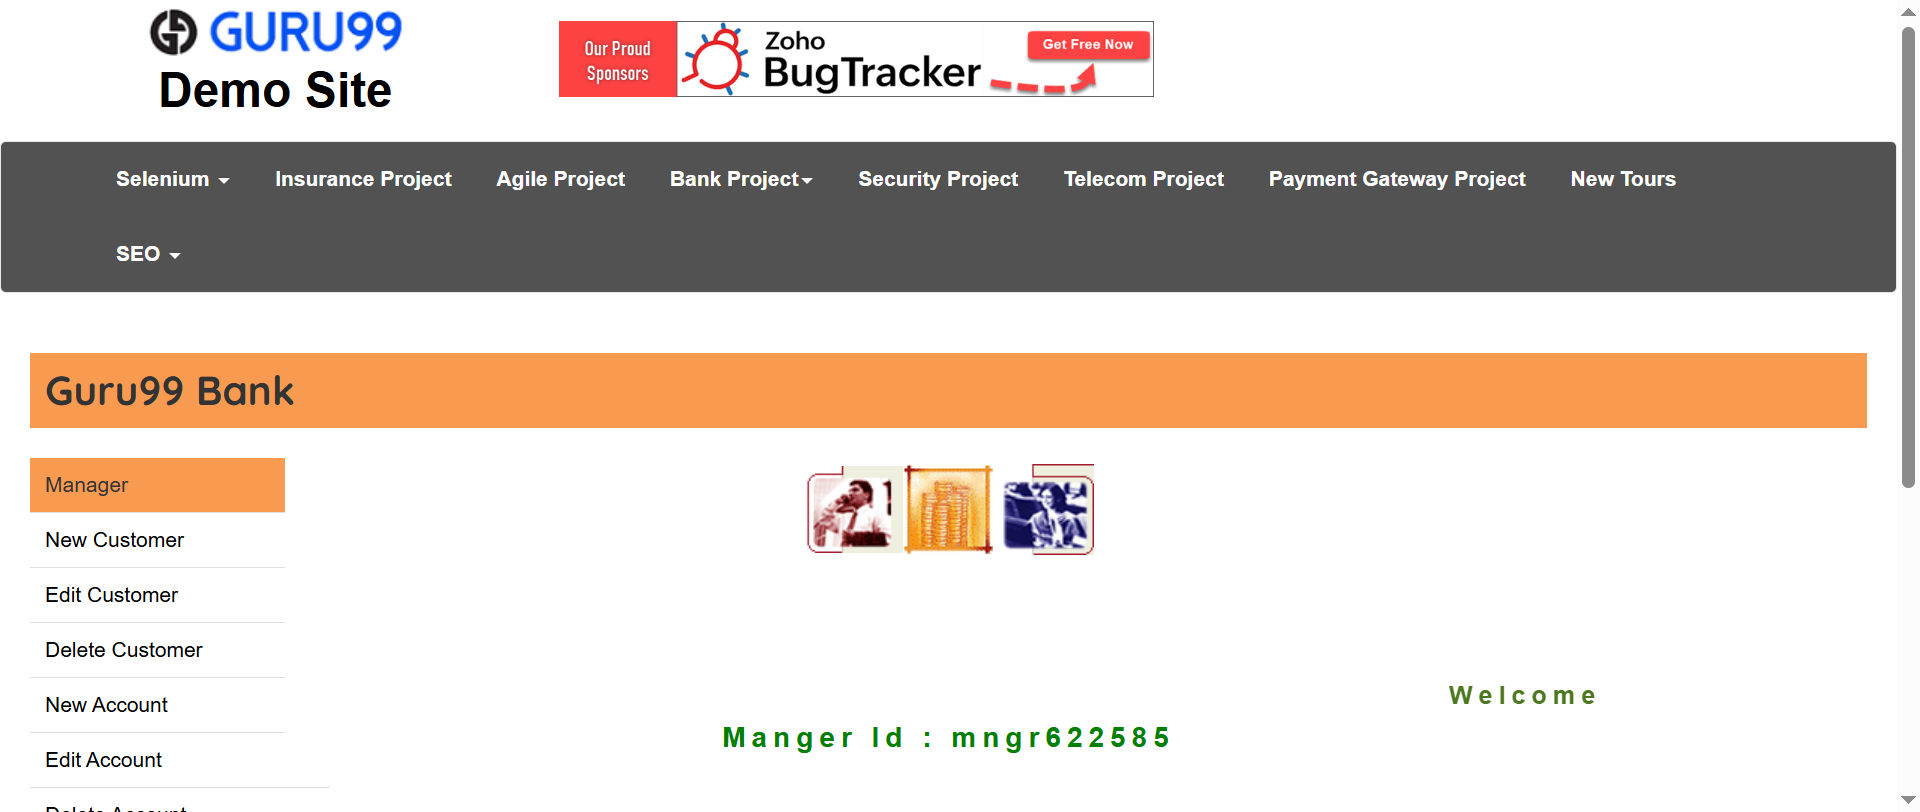 GURU99
Demo Site
Our Proud
Sponsors
Zoho
BugTracker
Get Free Now
Selenium
Insurance Project
Agile Project
Bank Project
Security Project
Telecom Project
Payment Gateway Project
New Tours
SEO
Guru99 Bank
Manager
New Customer
Edit Customer
Delete Customer
New Account
Edit Account
Delete Account
Welcome
Manger Id : mngr622585